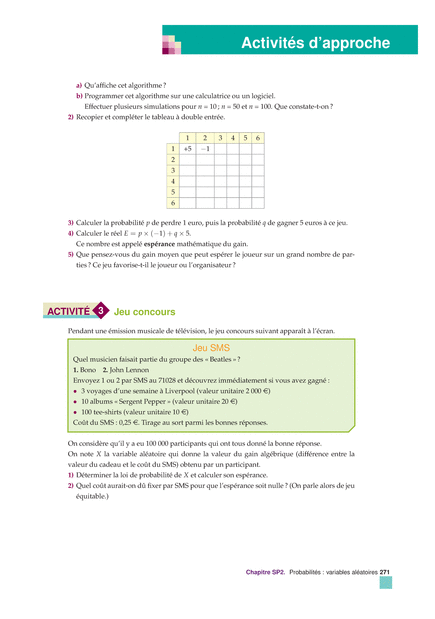 Activités d'approche
a) Qu'affiche cet algorithme ?
b) Programmer cet algorithme sur une calculatrice ou un logiciel.
Effectuer plusieurs simulations pour n = 10 ; n = 50 et n = 100. Que constate-t-on ?
2) Recopier et compléter le tableau à double entrée.
1 2 3 4 5 6
1 +5 −1
2
3
4
5
6
3) Calculer la probabilité p de perdre 1 euro, puis la probabilité q de gagner 5 euros à ce jeu.
4) Calculer le réel E = p × (−1) + q × 5.
Ce nombre est appelé espérance mathématique du gain.
5) Que pensez-vous du gain moyen que peut espérer le joueur sur un grand nombre de par-
ties ? Ce jeu favorise-t-il le joueur ou l'organisateur ?
ACTIVITÉ 3 Jeu concours
Pendant une émission musicale de télévision, le jeu concours suivant apparaît à l'écran.
Jeu SMS
Quel musicien faisait partie du groupe des « Beatles » ?
1. Bono 2. John Lennon
Envoyez 1 ou 2 par SMS au 71028 et découvrez immédiatement si vous avez gagné :
• 3 voyages d'une semaine à Liverpool (valeur unitaire 2 000 €)
• 10 albums « Sergent Pepper » (valeur unitaire 20 €)
• 100 tee-shirts (valeur unitaire 10 €)
Coût du SMS : 0,25 €. Tirage au sort parmi les bonnes réponses.
On considère qu'il y a eu 100 000 participants qui ont tous donné la bonne réponse.
On note X la variable aléatoire qui donne la valeur du gain algébrique (différence entre la
valeur du cadeau et le coût du SMS) obtenu par un participant.
1) Déterminer la loi de probabilité de X et calculer son espérance.
2) Quel coût aurait-on dû fixer par SMS pour que l'espérance soit nulle ? (On parle alors de jeu
équitable.)
Chapitre SP2. Probabilités : variables aléatoires 271